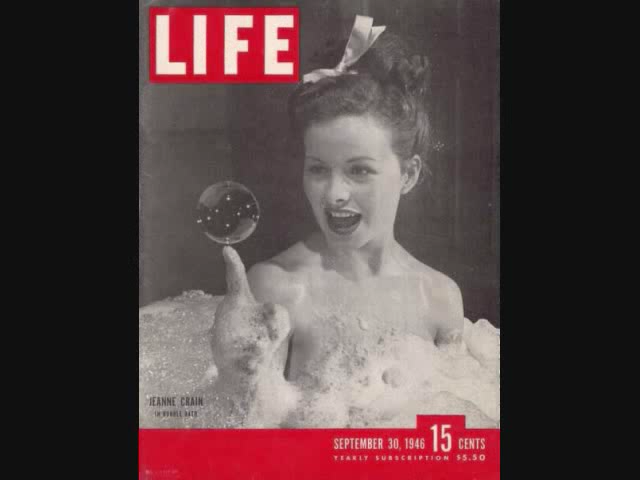 LIFE
JEANNE CRAIN
IN BUBBLE BATH
SEPTEMBER 30, 1946 15 CENTS
YEARLY SUBSCRIPTION $5.50